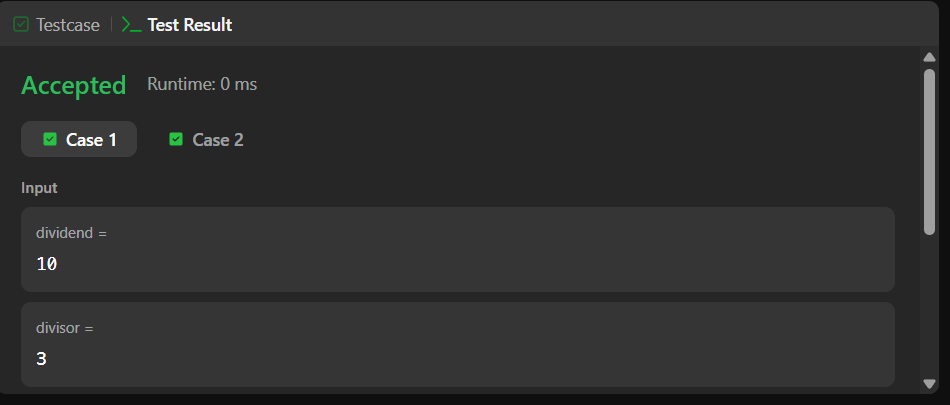 Testcase Test Result
Accepted Runtime: 0 ms
Case 1 Case 2
Input
dividend =
10
divisor =
3